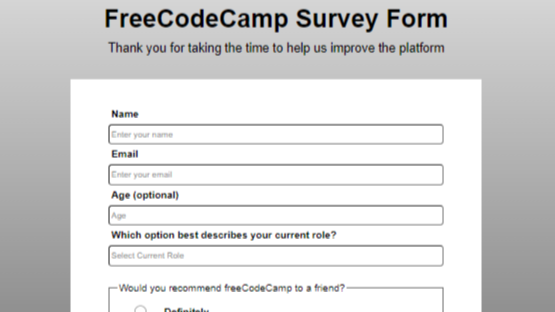 FreeCodeCamp Survey Form
Thank you for taking the time to help us improve the platform
Name
Enter your name
Email
Enter your email
Age (optional)
Age
Which option best describes your current role?
Select Current Role
Would you recommend freeCodeCamp to a friend?
Definitely